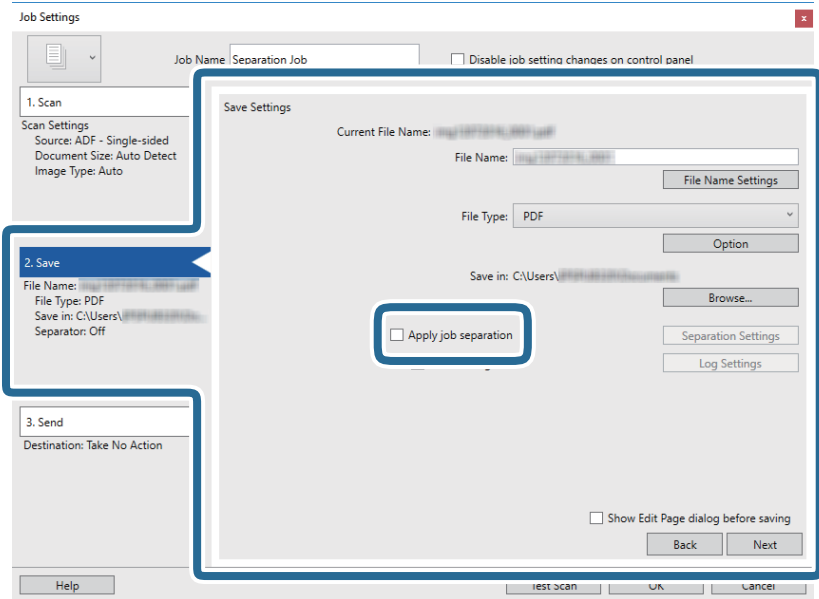 Job Settings
x
Job Name Separation Job
Disable job setting changes on control panel
1. Scan
Scan Settings
Source: ADF - Single-sided
Document Size: Auto Detect
Image Type: Auto
2. Save
File Name:
File Type: PDF
Save in: C:\Users\
Separator: Off
3. Send
Destination: Take No Action
Save Settings
Current File Name:
File Name:
File Name Settings
File Type: PDF
Option
Save in: C:\Users\
Browse...
Apply job separation
Separation Settings
Log Settings
Show Edit Page dialog before saving
Back
Next
Help
Test Scan
OK
Cancel